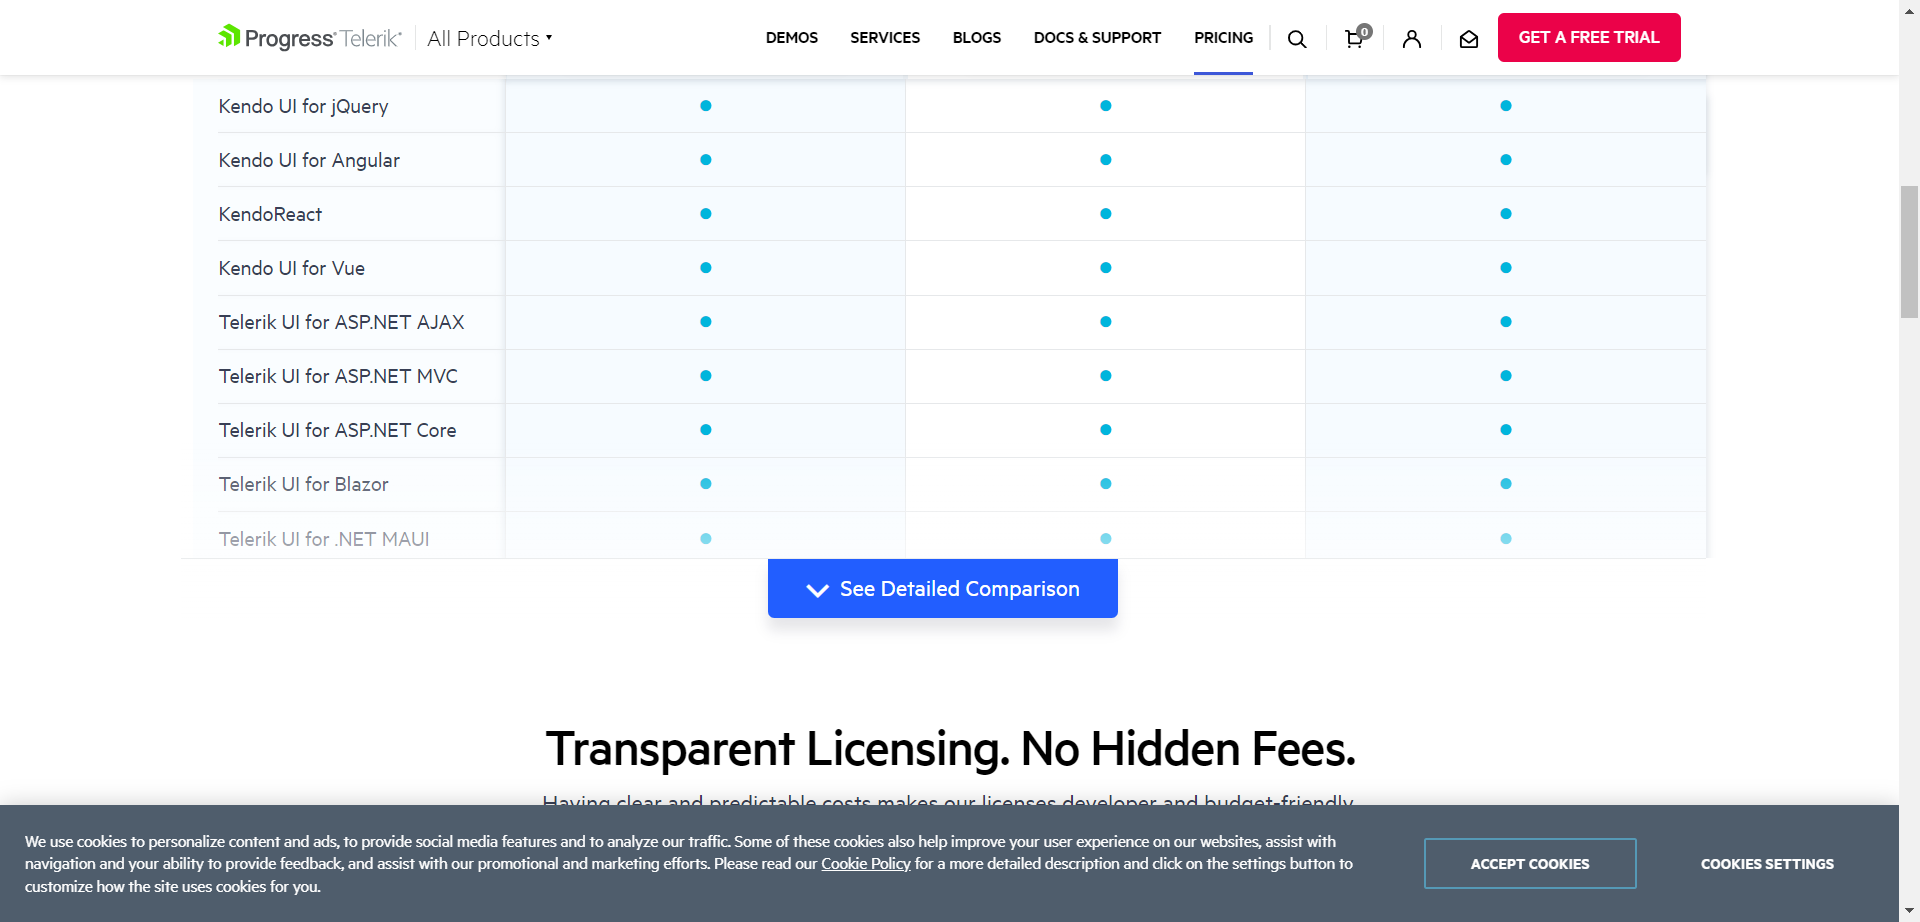 Progress Telerik
All Products
DEMOS
SERVICES
BLOGS
DOCS & SUPPORT
PRICING
0
GET A FREE TRIAL
Kendo UI for jQuery
Kendo UI for Angular
KendoReact
Kendo UI for Vue
Telerik UI for ASP.NET AJAX
Telerik UI for ASP.NET MVC
Telerik UI for ASP.NET Core
Telerik UI for Blazor
Telerik UI for .NET MAUI
See Detailed Comparison
Transparent Licensing. No Hidden Fees.
Having clear and predictable costs makes our licenses developer and budget-friendly.
We use cookies to personalize content and ads, to provide social media features and to analyze our traffic. Some of these cookies also help improve your user experience on our websites, assist with
navigation and your ability to provide feedback, and assist with our promotional and marketing efforts. Please read our Cookie Policy for a more detailed description and click on the settings button to
customize how the site uses cookies for you.
ACCEPT COOKIES
COOKIES SETTINGS